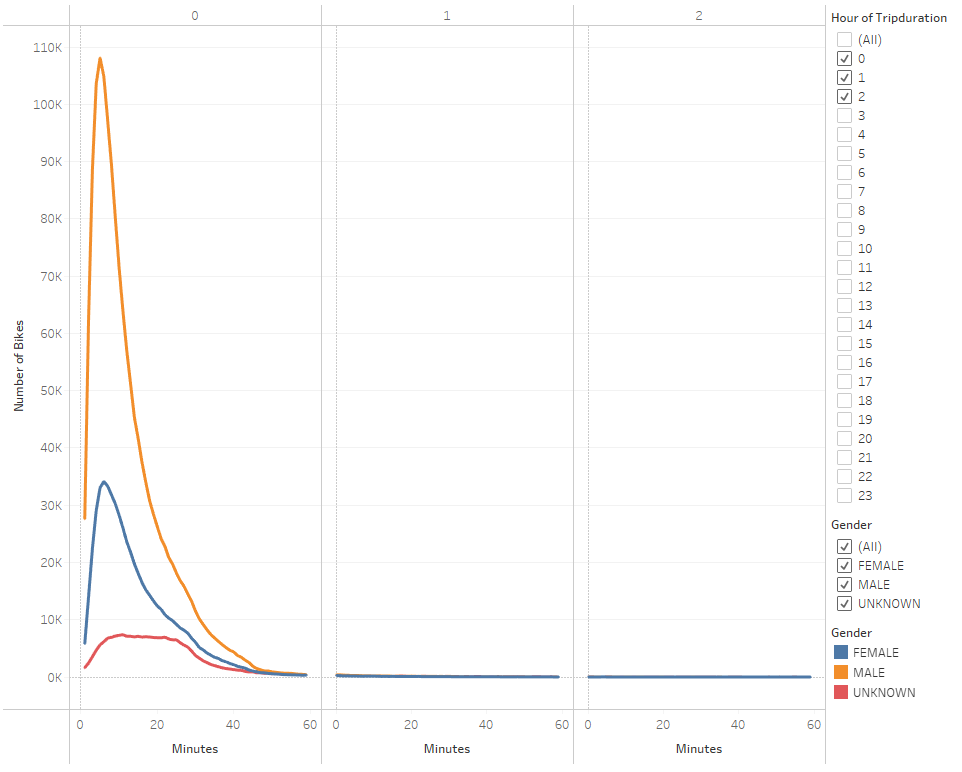 0 1 2
110K
100K
90K
80K
70K
60K
50K
40K
30K
20K
10K
0K
Number of Bikes
0 20 40 60 0 20 40 60 0 20 40 60
Minutes Minutes Minutes
Hour of Tripduration
(All)
0
1
2
3
4
5
6
7
8
9
10
11
12
13
14
15
16
17
18
19
20
21
22
23
Gender
(All)
FEMALE
MALE
UNKNOWN
Gender
FEMALE
MALE
UNKNOWN